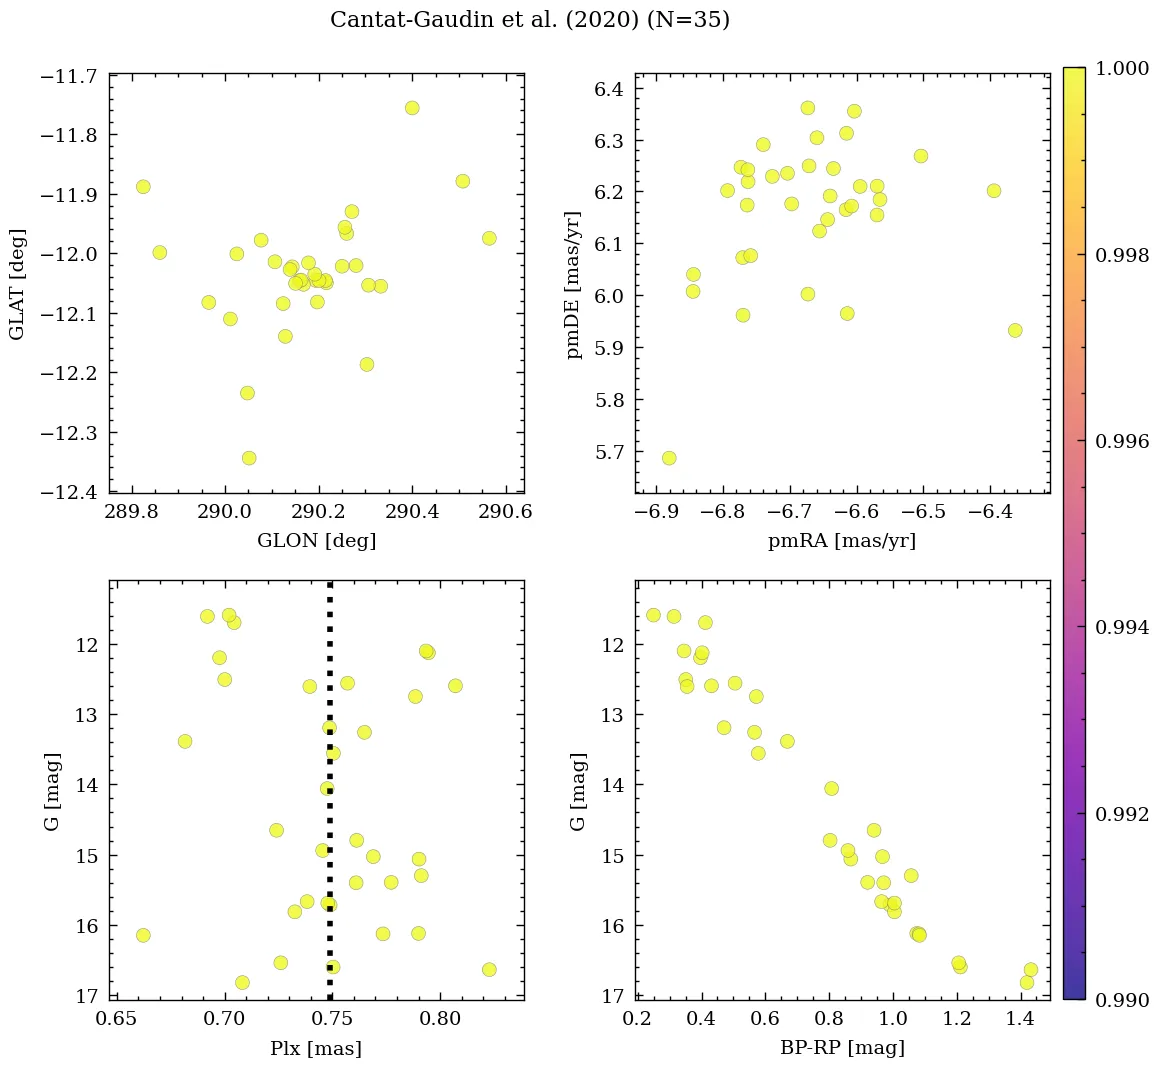 Cantat-Gaudin et al. (2020) (N=35)
−11.7
−11.8
−11.9
−12.0
−12.1
−12.2
−12.3
−12.4
GLAT [deg]
289.8 290.0 290.2 290.4 290.6
GLON [deg]
6.4
6.3
6.2
6.1
6.0
5.9
5.8
5.7
pmDE [mas/yr]
−6.9 −6.8 −6.7 −6.6 −6.5 −6.4
pmRA [mas/yr]
1.000
0.998
0.996
0.994
0.992
0.990
12
13
14
15
16
17
G [mag]
0.65 0.70 0.75 0.80
Plx [mas]
12
13
14
15
16
17
G [mag]
0.2 0.4 0.6 0.8 1.0 1.2 1.4
BP-RP [mag]